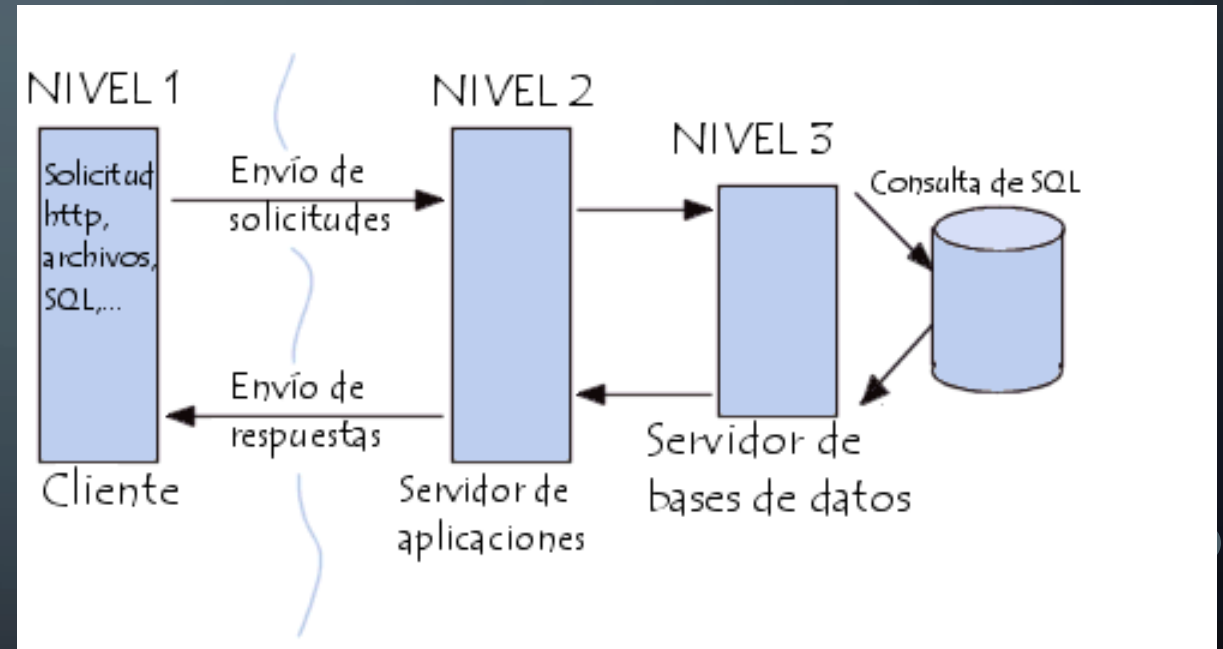 NIVEL 1
Solicitud
http,
archivos,
SQL,...
Cliente
Envío de
solicitudes
Envío de
respuestas
NIVEL 2
Servidor de
aplicaciones
NIVEL 3
Servidor de
bases de datos
Consulta de SQL